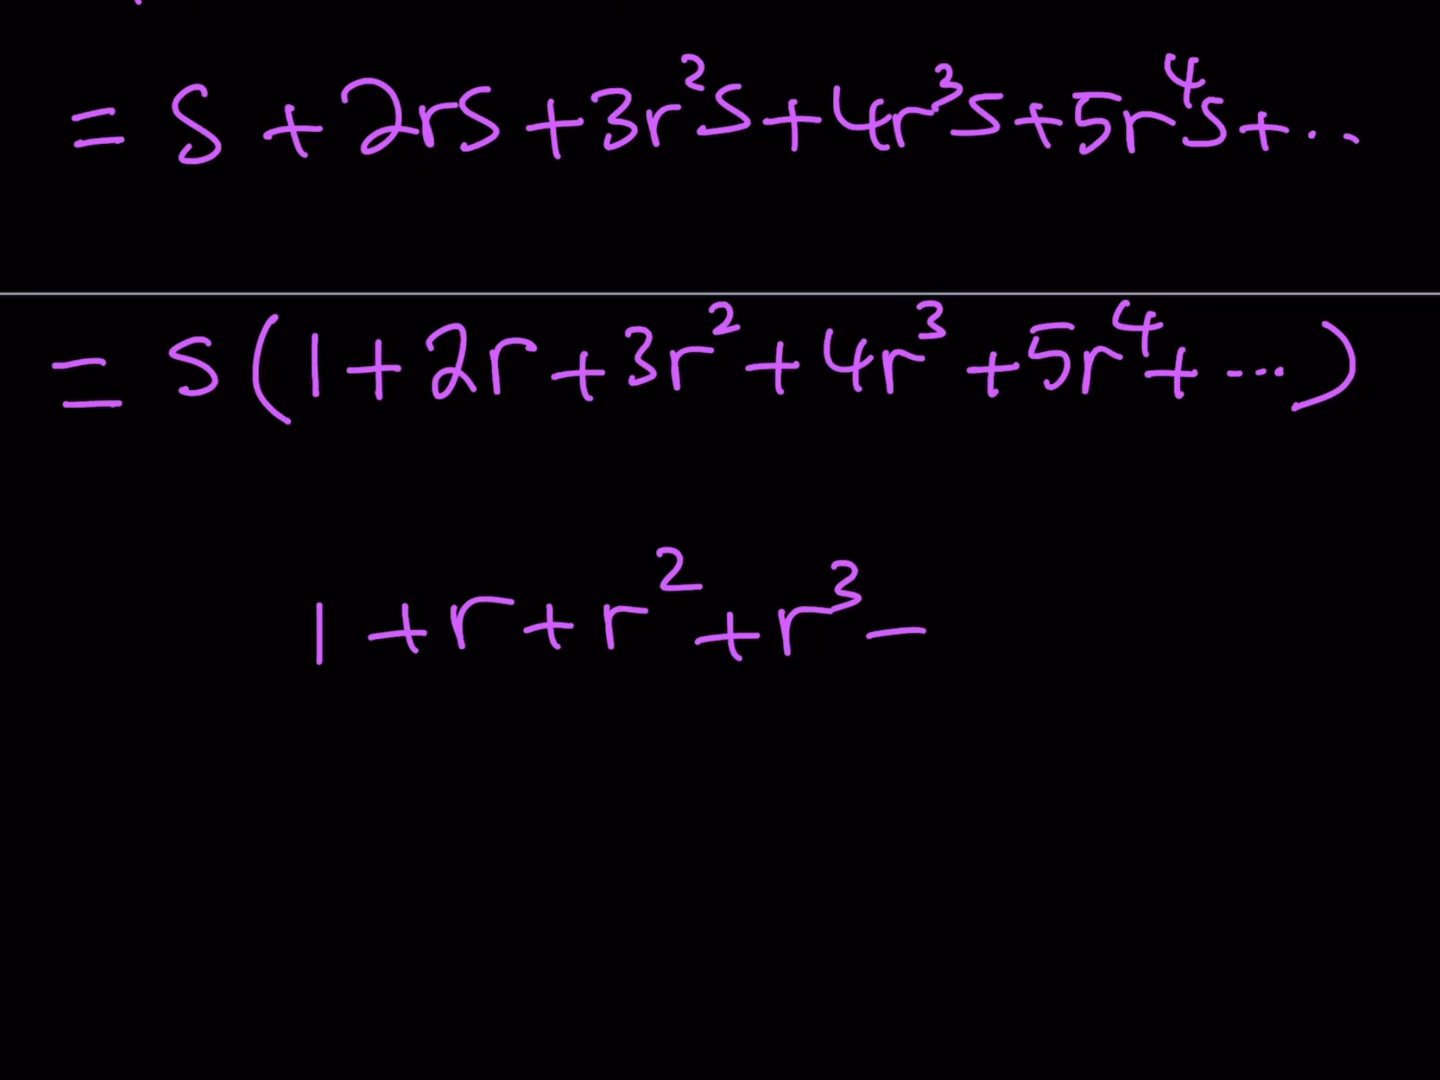 = S + 2rS + 3r²S + 4r³S + 5r⁴S + ...
= S(1 + 2r + 3r² + 4r³ + 5r⁴ + ...)
1 + r + r² + r³ -